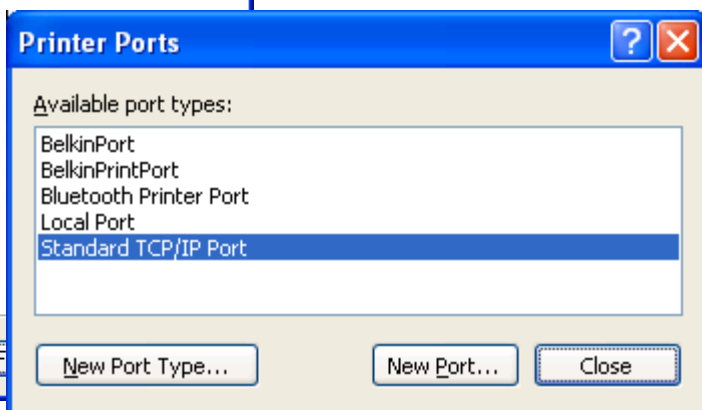 Printer Ports
Available port types:
BelkinPort
BelkinPrintPort
Bluetooth Printer Port
Local Port
Standard TCP/IP Port
New Port Type... New Port... Close